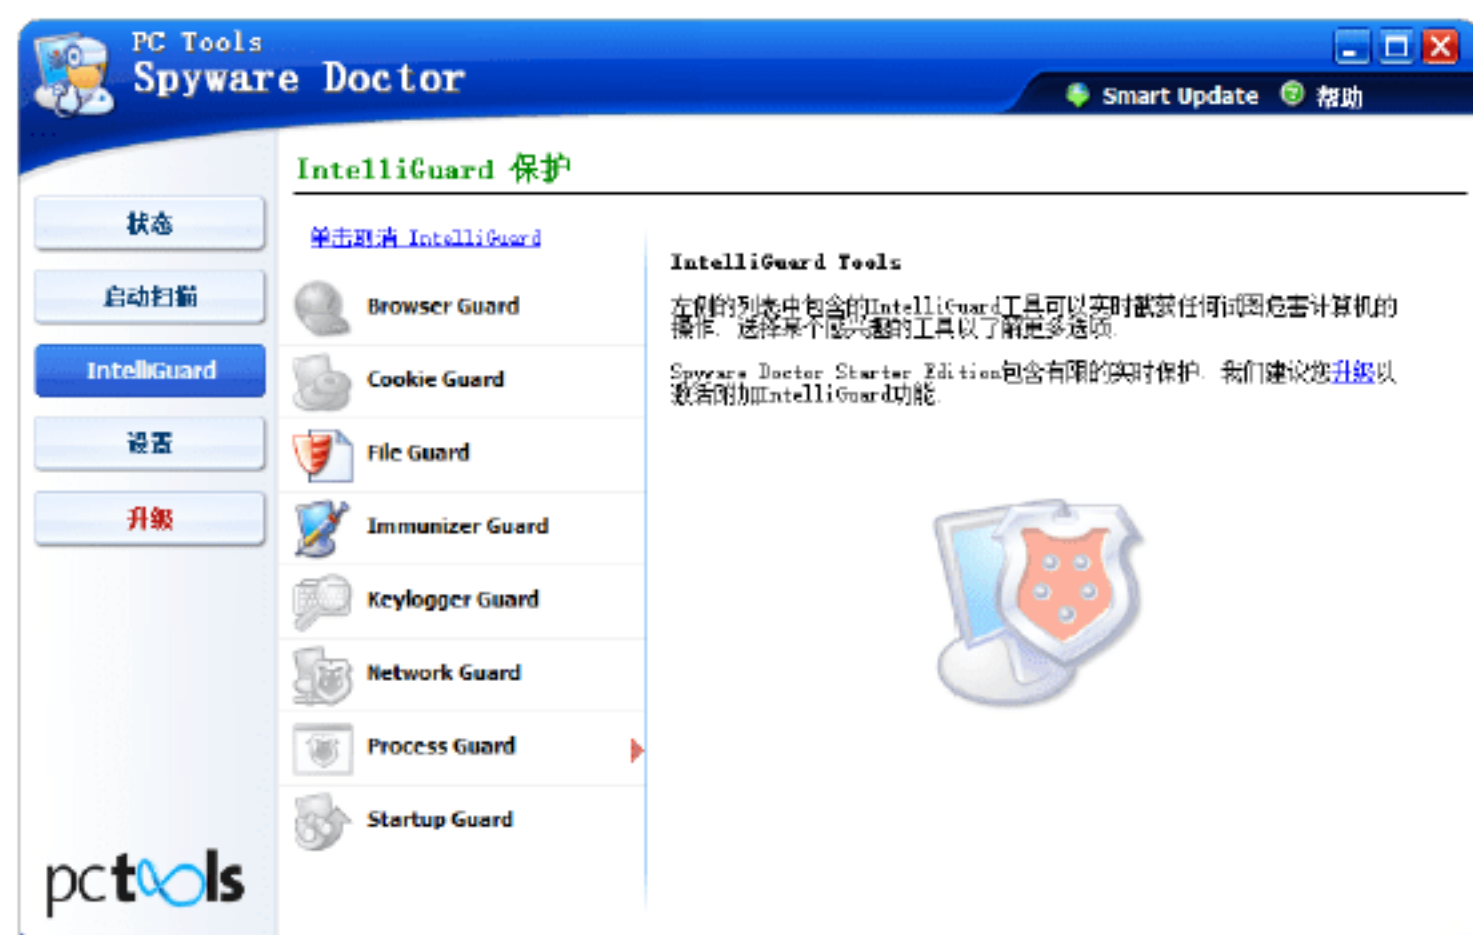 PC Tools
Spyware Doctor
Smart Update 帮助
...
IntelliGuard 保护
状态
启动扫描
IntelliGuard
设置
升级
单击取消 IntelliGuard
Browser Guard
Cookie Guard
File Guard
Immunizer Guard
Keylogger Guard
Network Guard
Process Guard
Startup Guard
IntelliGuard Tools
左侧的列表中包含的IntelliGuard工具可以实时截获任何试图危害计算机的
操作. 选择某个感兴趣的工具以了解更多选项.
Spyware Doctor Starter Edition包含有限的实时保护. 我们建议您升级以
激活附加IntelliGuard功能.
pctools